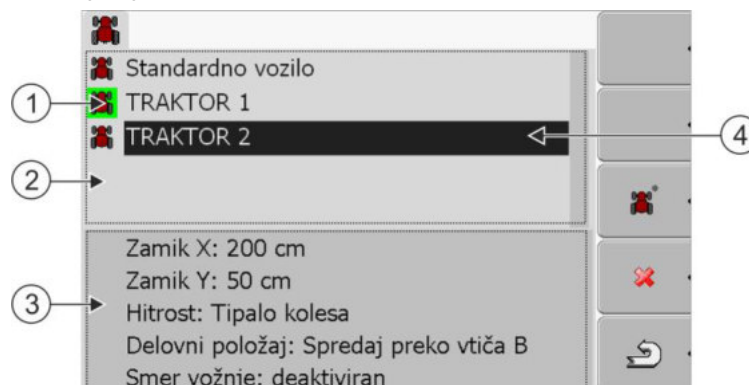 Standardno vozilo
1
TRAKTOR 1
TRAKTOR 2
4
2
Zamik X: 200 cm
Zamik Y: 50 cm
3
Hitrost: Tipalo kolesa
Delovni položaj: Spredaj preko vtiča B
Smer vožnje: deaktiviran